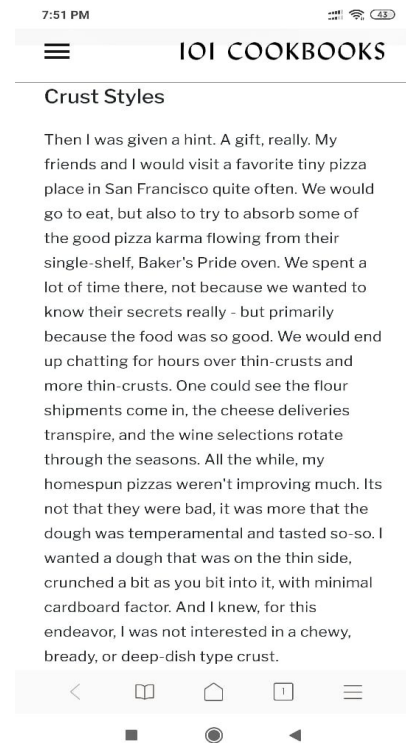 7:51 PM
43
101 COOKBOOKS
Crust Styles
Then I was given a hint. A gift, really. My
friends and I would visit a favorite tiny pizza
place in San Francisco quite often. We would
go to eat, but also to try to absorb some of
the good pizza karma flowing from their
single-shelf, Baker's Pride oven. We spent a
lot of time there, not because we wanted to
know their secrets really - but primarily
because the food was so good. We would end
up chatting for hours over thin-crusts and
more thin-crusts. One could see the flour
shipments come in, the cheese deliveries
transpire, and the wine selections rotate
through the seasons. All the while, my
homespun pizzas weren't improving much. Its
not that they were bad, it was more that the
dough was temperamental and tasted so-so. I
wanted a dough that was on the thin side,
crunched a bit as you bit into it, with minimal
cardboard factor. And I knew, for this
endeavor, I was not interested in a chewy,
bready, or deep-dish type crust.
1